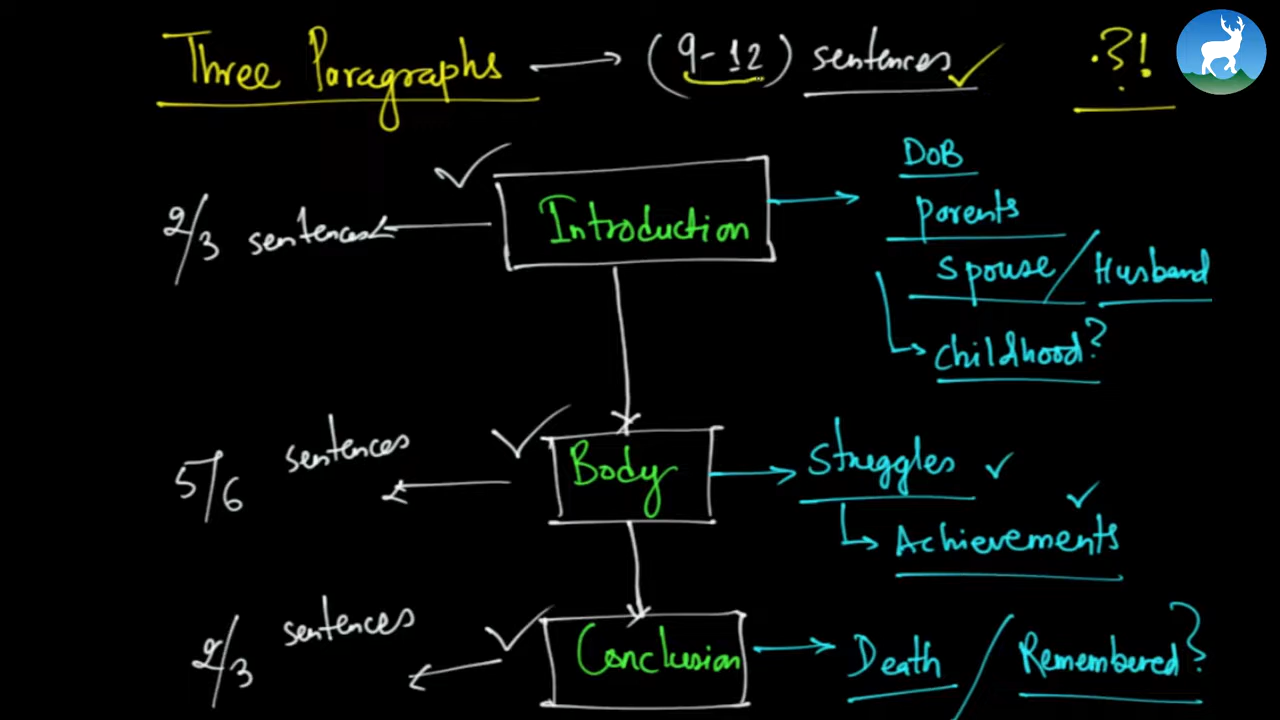 Three Paragraphs → (9-12) sentences ✓ .?!
DoB
Parents
2/3 sentences ← Introduction →
Spouse/Husband
Childhood?
5/6 sentences ← Body → Struggles ✓
Achievements ✓
2/3 sentences ← Conclusion → Death / Remembered?